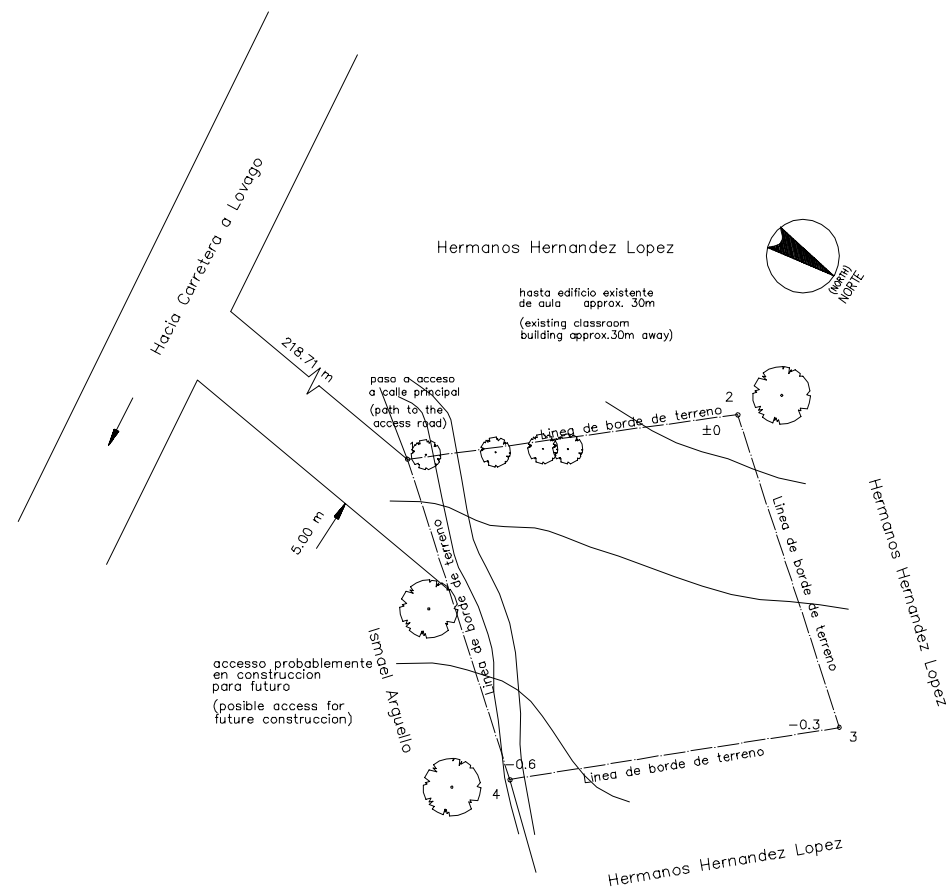 Hacia Carretera a Lovago
Hermanos Hernandez Lopez
(NORTH)
NORTE
hasta edificio existente
de aula approx. 30m
(existing classroom
building approx.30m away)
218.71 m
paso a acceso
a calle principal
(path to the
access road)
2
Linea de borde de terreno
±0
5.00 m
Linea de borde de terreno
Linea de borde de terreno
Hermanos Hernandez Lopez
Ismael Arguello
accesso probablemente
en construccion
para futuro
(posible access for
future construccion)
-0.3
3
-0.6
4
Linea de borde de terreno
Hermanos Hernandez Lopez